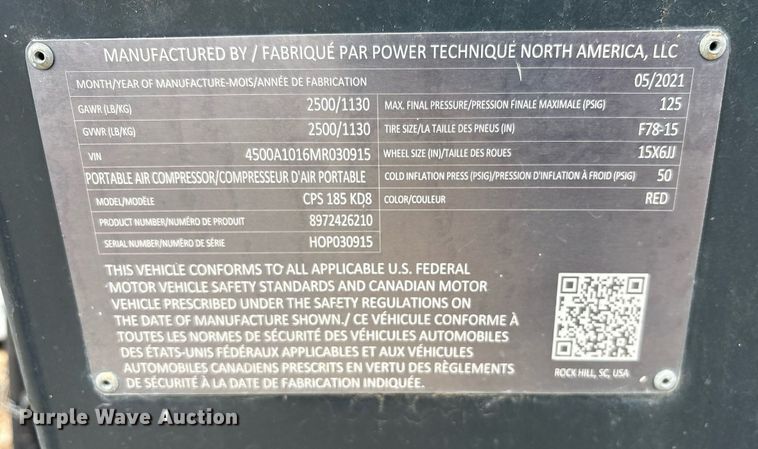 MANUFACTURED BY / FABRIQUÉ PAR POWER TECHNIQUE NORTH AMERICA, LLC
MONTH/YEAR OF MANUFACTURE-MOIS/ANNÉE DE FABRICATION 05/2021
GAWR (LB/KG) 2500/1130 MAX. FINAL PRESSURE/PRESSION FINALE MAXIMALE (PSIG) 125
GVWR (LB/KG) 2500/1130 TIRE SIZE/LA TAILLE DES PNEUS (IN) F78-15
VIN 4500A1016MR030915 WHEEL SIZE (IN)/TAILLE DES ROUES 15X6JJ
PORTABLE AIR COMPRESSOR/COMPRESSEUR D'AIR PORTABLE COLD INFLATION PRESS (PSIG)/PRESSION D'INFLATION À FROID (PSIG) 50
MODEL/MODÈLE CPS 185 KD8 COLOR/COULEUR RED
PRODUCT NUMBER/NUMÉRO DE PRODUIT 8972426210
SERIAL NUMBER/NUMÉRO DE SÉRIE HOP030915
THIS VEHICLE CONFORMS TO ALL APPLICABLE U.S. FEDERAL
MOTOR VEHICLE SAFETY STANDARDS AND CANADIAN MOTOR
VEHICLE PRESCRIBED UNDER THE SAFETY REGULATIONS ON
THE DATE OF MANUFACTURE SHOWN./ CE VÉHICULE CONFORME À
TOUTES LES NORMES DE SÉCURITÉ DES VÉHICULES AUTOMOBILES
DES ÉTATS-UNIS FÉDÉRAUX APPLICABLES ET AUX VÉHICULES
AUTOMOBILES CANADIENS PRESCRITS EN VERTU DES RÈGLEMENTS
DE SÉCURITÉ À LA DATE DE FABRICATION INDIQUÉE.
ROCK HILL, SC, USA
Purple Wave Auction